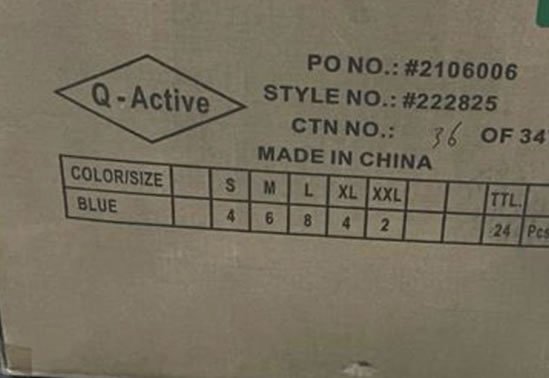 PO NO.: #2106006
Q-Active
STYLE NO.: #222825
CTN NO.: 36 OF 34
MADE IN CHINA
COLOR/SIZE S M L XL XXL TTL.
BLUE 4 6 8 4 2 24 Pcs